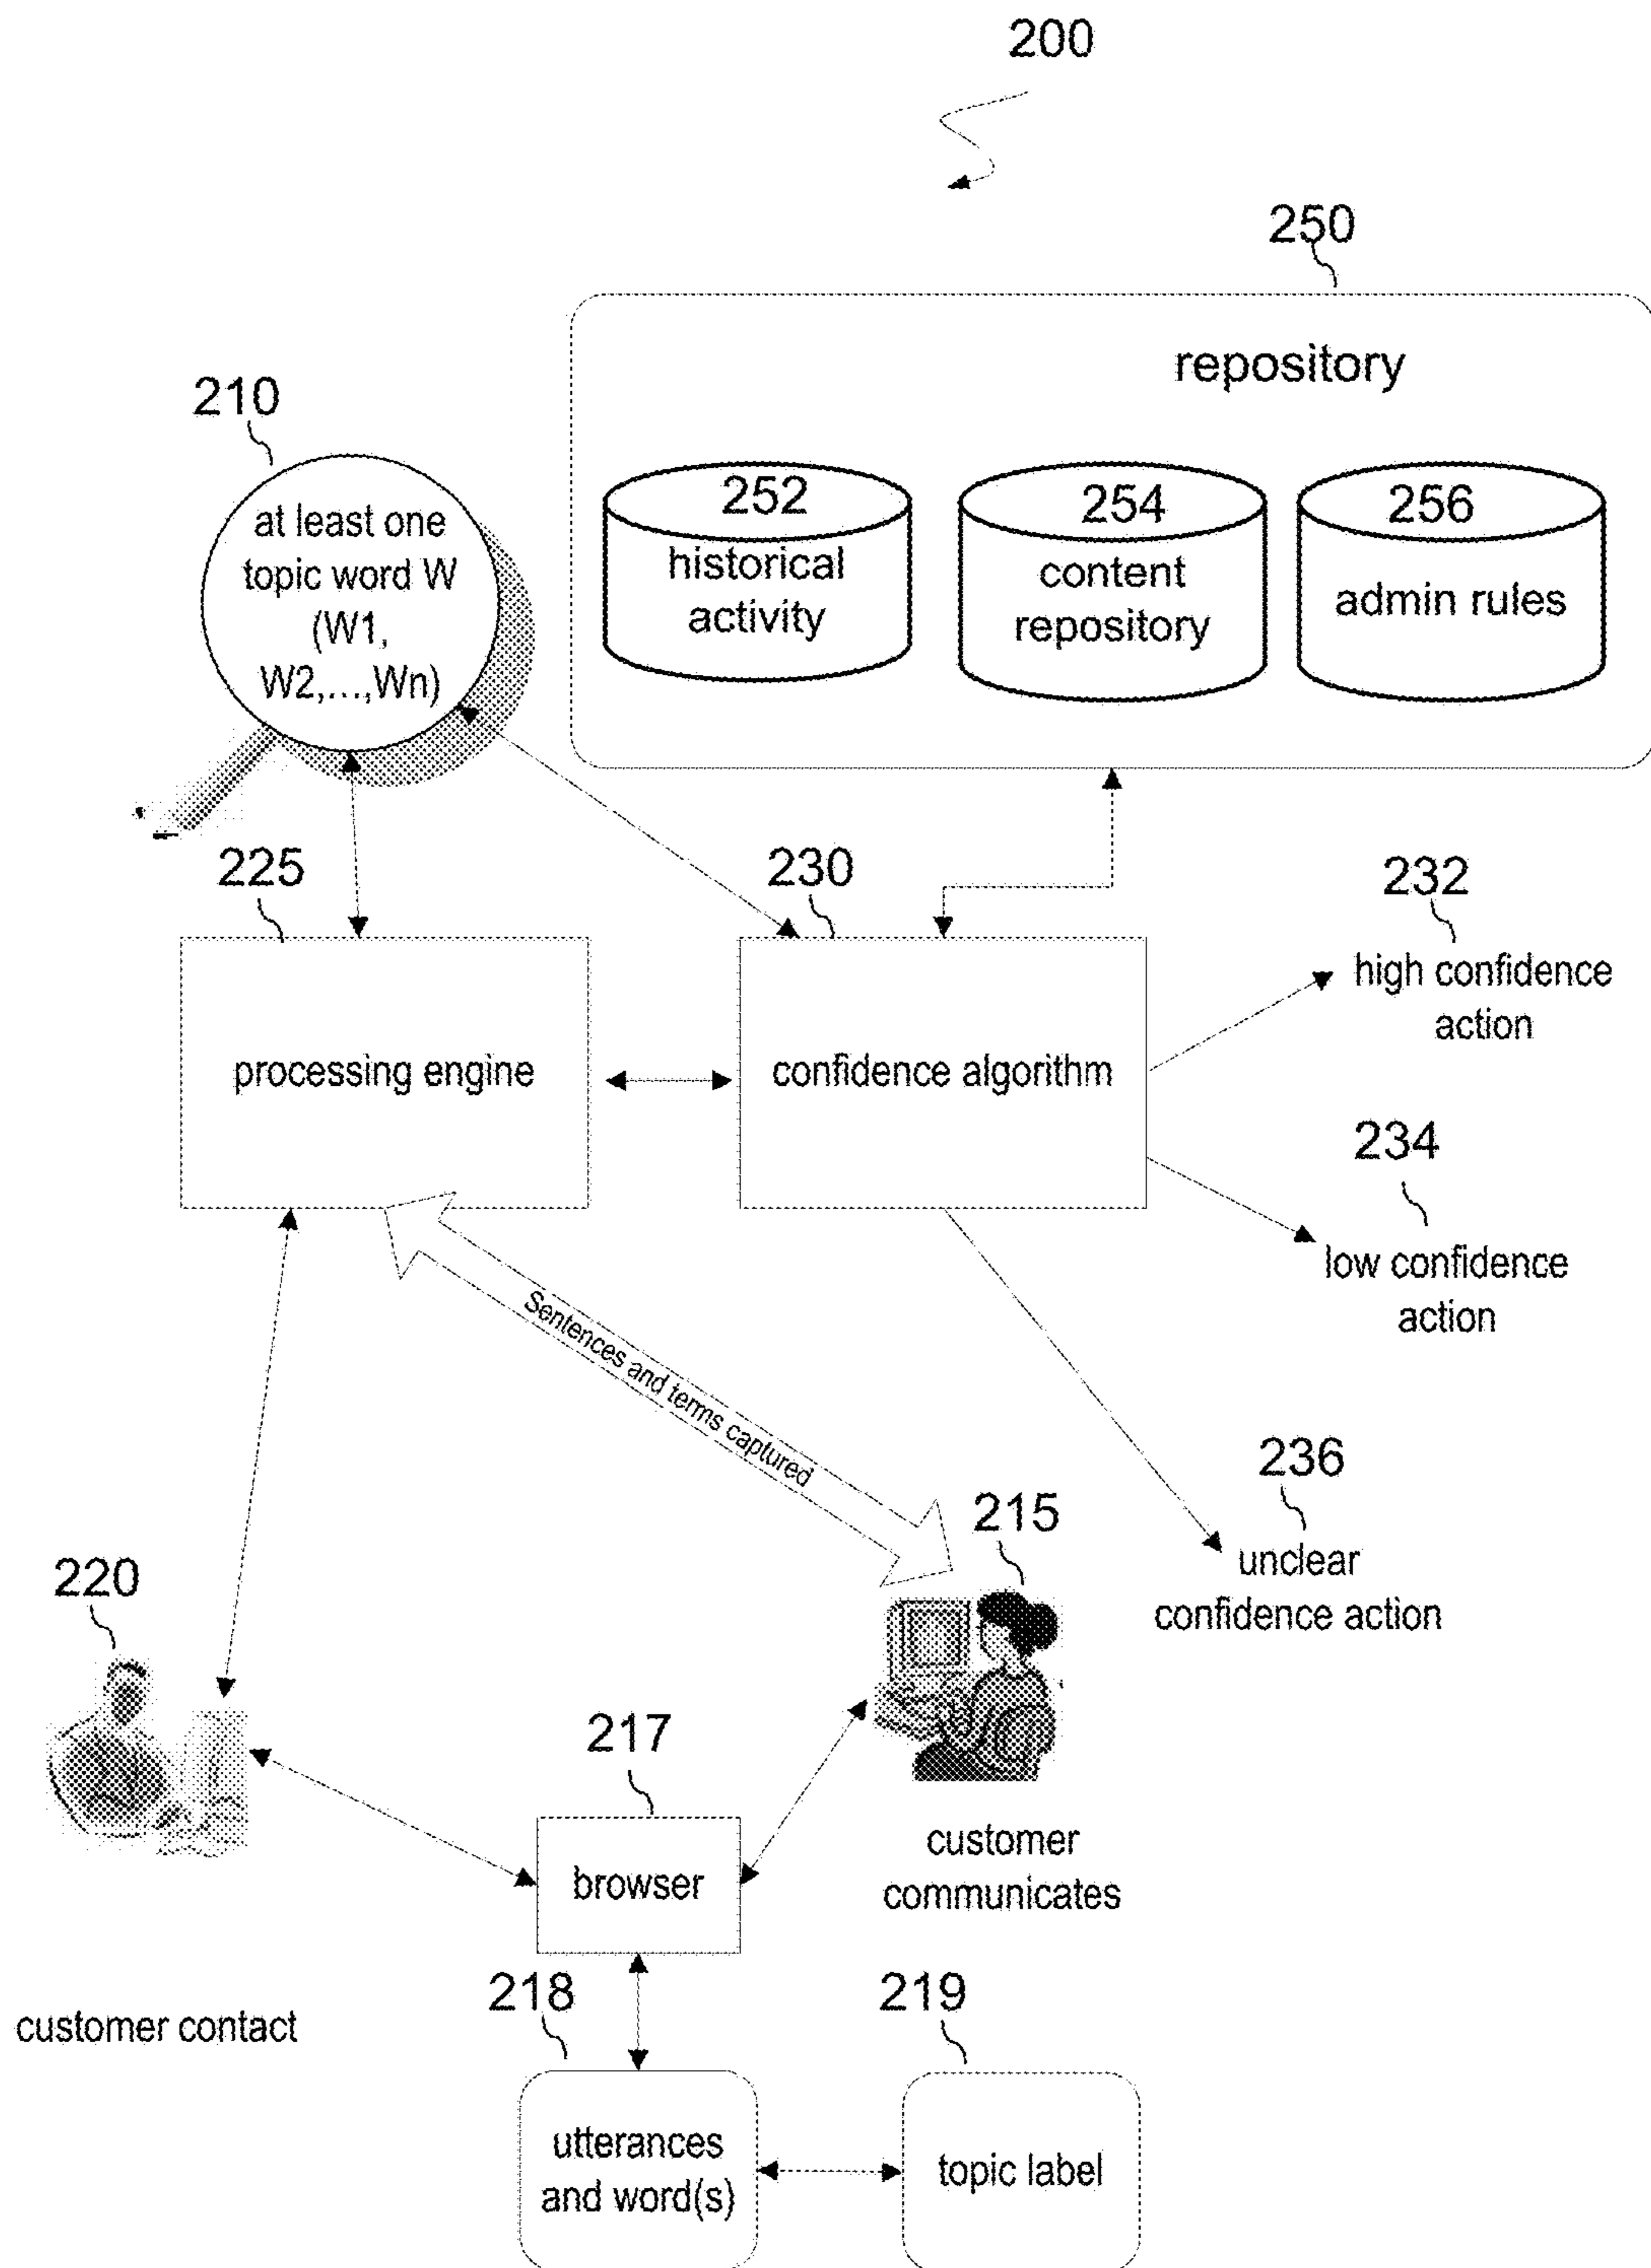 200
250
repository
210
at least one
topic word W
(W1,
W2,...,Wn)
252
historical
activity
254
content
repository
256
admin rules
225
processing engine
230
confidence algorithm
232
high confidence
action
234
low confidence
action
Sentences and terms captured
236
unclear
confidence action
215
customer
communicates
220
customer contact
217
browser
218
utterances
and word(s)
219
topic label